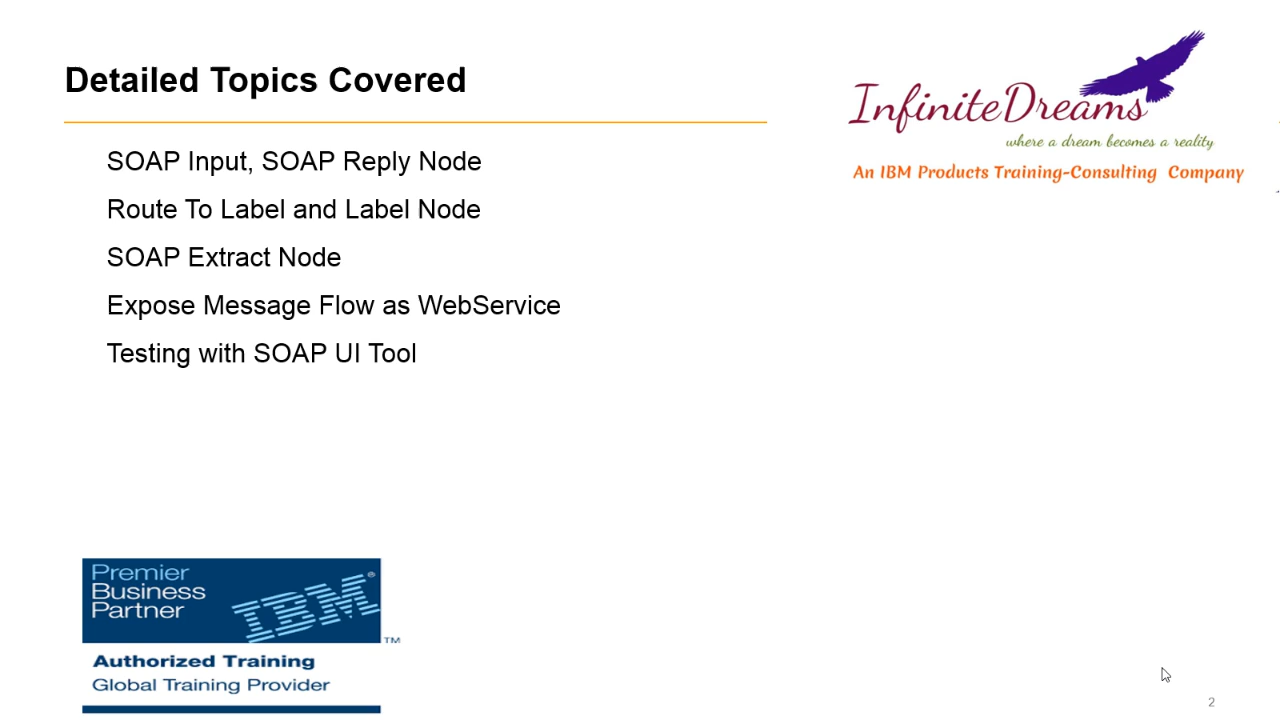 Detailed Topics Covered
InfiniteDreams
where a dream becomes a reality
An IBM Products Training-Consulting Company
SOAP Input, SOAP Reply Node
Route To Label and Label Node
SOAP Extract Node
Expose Message Flow as WebService
Testing with SOAP UI Tool
Premier
Business
Partner
IBM®
TM
Authorized Training
Global Training Provider
2